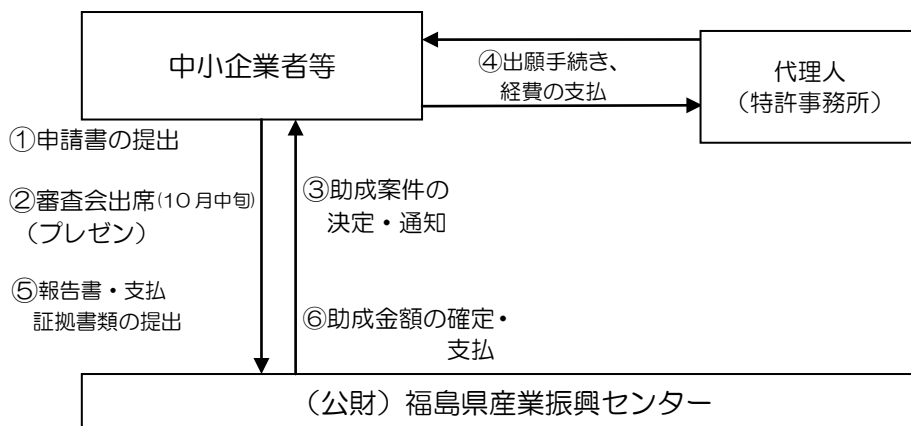 中小企業者等
④出願手続き、
経費の支払
代理人
（特許事務所）
①申請書の提出
②審査会出席(10月中旬)
（プレゼン）
③助成案件の
決定・通知
⑤報告書・支払
証拠書類の提出
⑥助成金額の確定・
支払
（公財）福島県産業振興センター